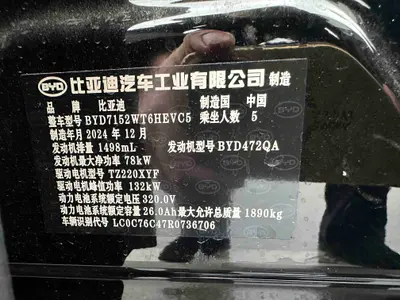 BYD 比亚迪汽车工业有限公司 制造
品 牌 比亚迪 制造国 中国
整车型号 BYD7152WT6HEVC5 乘坐人数 5
制造年月 2024 年 12 月
发动机排量 1498mL 发动机型号 BYD472QA
发动机最大净功率 78kW
驱动电机型号 TZ220XYF
驱动电机峰值功率 132kW
动力电池系统额定电压 320.0V
动力电池系统额定容量 26.0Ah 最大允许总质量 1890kg
车辆识别代号 LC0C76C47R0736706